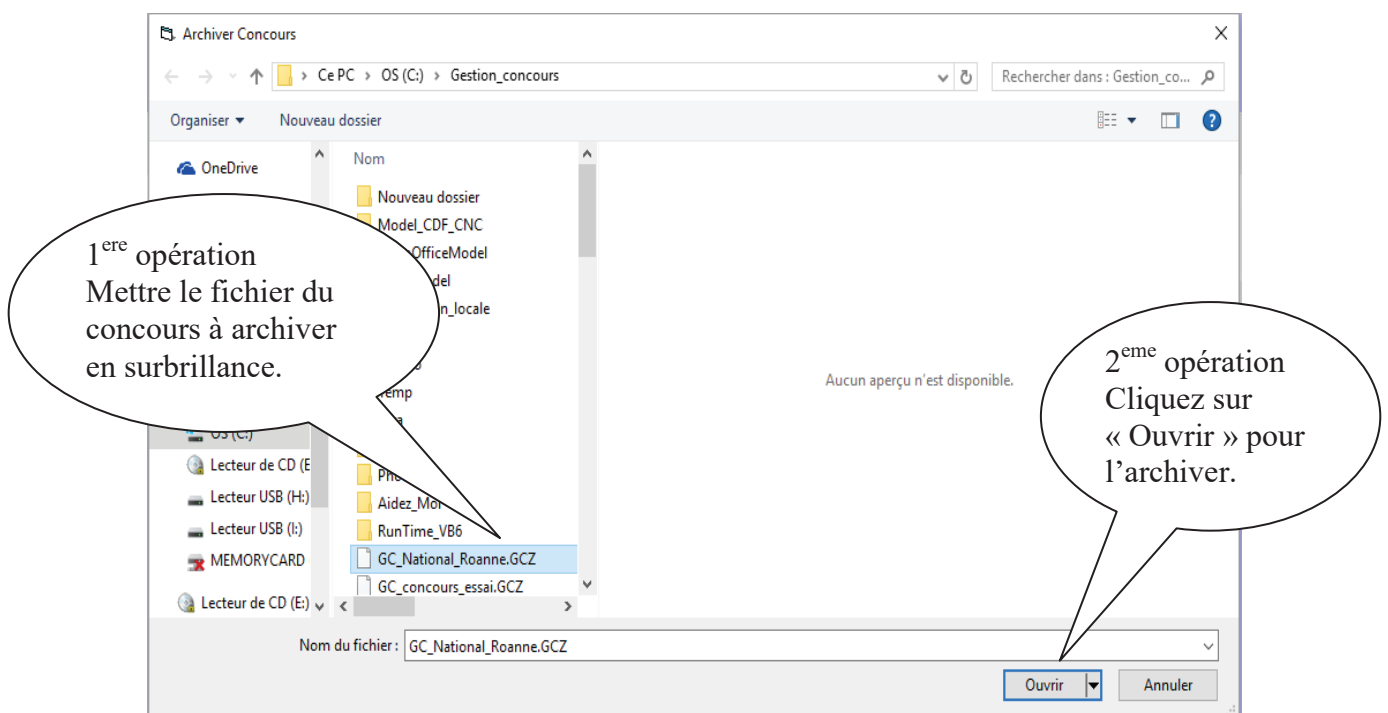 Archiver Concours
Ce PC > OS (C:) > Gestion_concours
Rechercher dans : Gestion_co...
Organiser
Nouveau dossier
OneDrive
Nom
Nouveau dossier
Model_CDF_CNC
OfficeModel
1ere opération
Mettre le fichier du
concours à archiver
en surbrillance.
2eme opération
Cliquez sur
« Ouvrir » pour
l’archiver.
Aucun aperçu n'est disponible.
OS (C:)
Lecteur de CD (E
Lecteur USB (H:)
Lecteur USB (I:)
MEMORYCARD
Lecteur de CD (E:)
Aidez_Moi
RunTime_VB6
GC_National_Roanne.GCZ
GC_concours_essai.GCZ
Nom du fichier :
GC_National_Roanne.GCZ
Ouvrir
Annuler